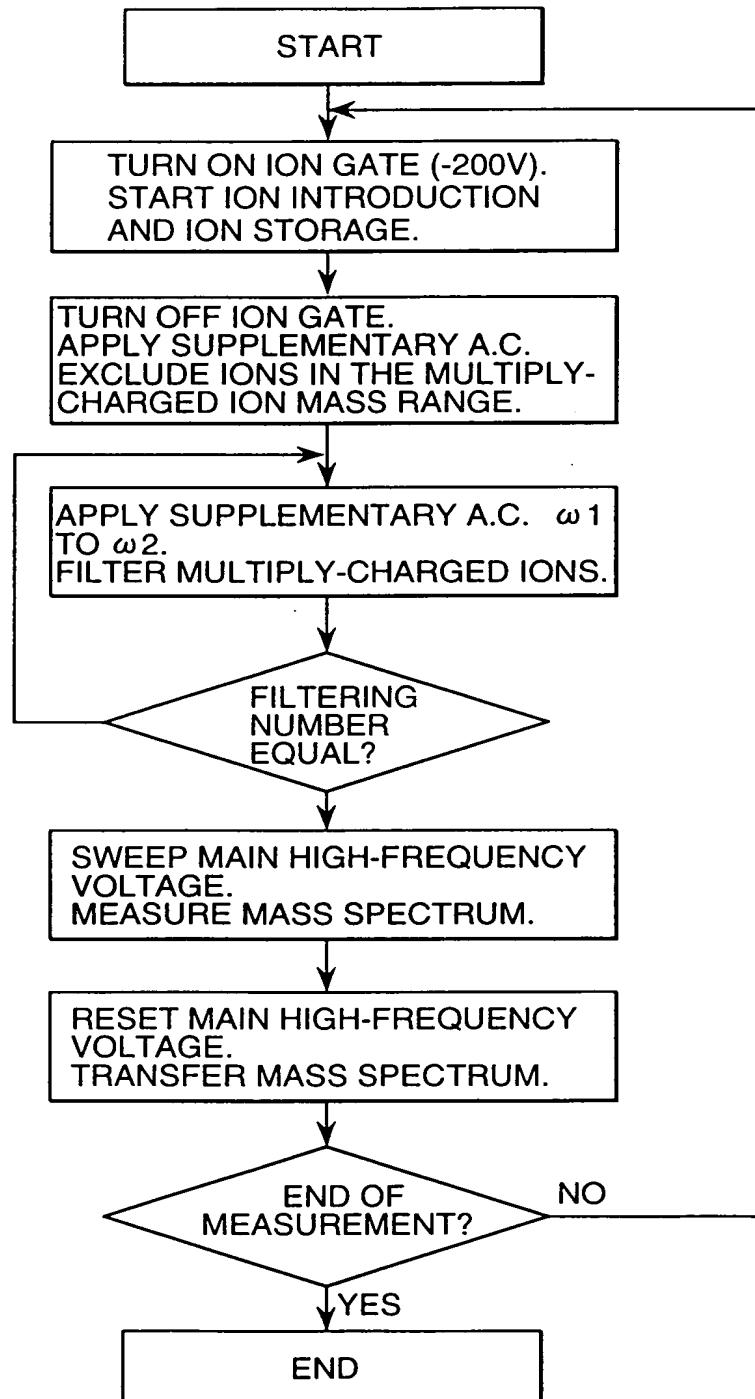 START
TURN ON ION GATE (-200V).
START ION INTRODUCTION
AND ION STORAGE.
TURN OFF ION GATE.
APPLY SUPPLEMENTARY A.C.
EXCLUDE IONS IN THE MULTIPLY-
CHARGED ION MASS RANGE.
APPLY SUPPLEMENTARY A.C. ω1
TO ω2.
FILTER MULTIPLY-CHARGED IONS.
FILTERING
NUMBER
EQUAL?
SWEEP MAIN HIGH-FREQUENCY
VOLTAGE.
MEASURE MASS SPECTRUM.
RESET MAIN HIGH-FREQUENCY
VOLTAGE.
TRANSFER MASS SPECTRUM.
END OF
MEASUREMENT?
NO
YES
END